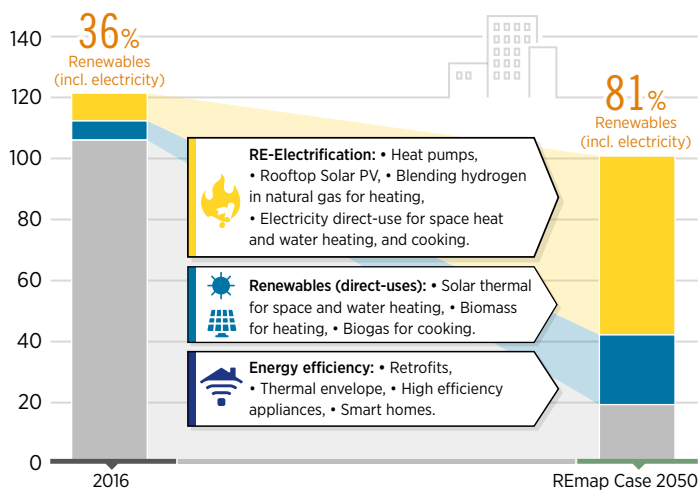 36%
Renewables
(incl. electricity)
81%
Renewables
(incl. electricity)
140
120
100
80
60
40
20
0
RE-Electrification: • Heat pumps,
• Rooftop Solar PV, • Blending hydrogen
in natural gas for heating,
• Electricity direct-use for space heat
and water heating, and cooking.
Renewables (direct-uses): • Solar thermal
for space and water heating, • Biomass
for heating, • Biogas for cooking.
Energy efficiency: • Retrofits,
• Thermal envelope, • High efficiency
appliances, • Smart homes.
2016
REmap Case 2050